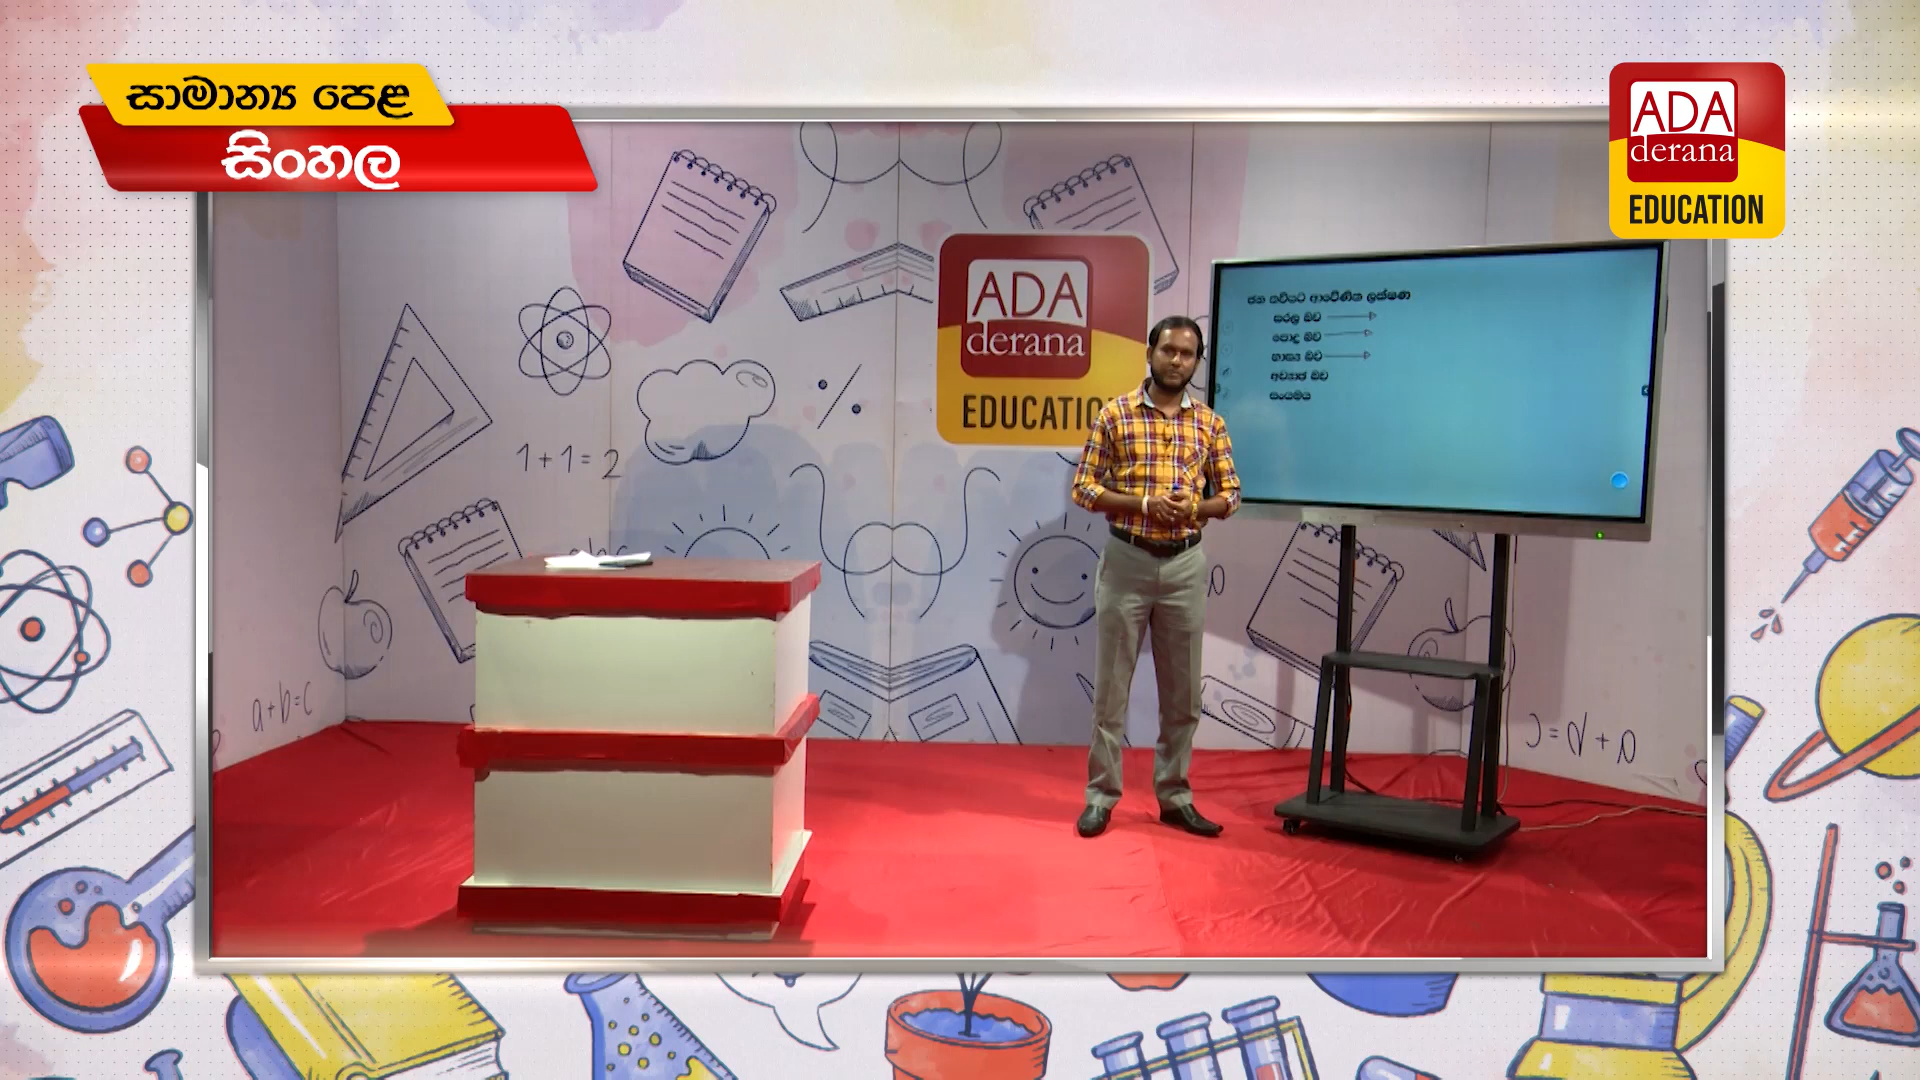 සාමාන්‍ය පෙළ
සිංහල
ADA
derana
EDUCATION
ADA
derana
EDUCATIO
ජන කවියට ආවේණික ලක්ෂණ
සරල බව
පොදු බව
භාව්‍ය බව
අව්‍යාජ බව
සංයමය
1+1=2
abc
a+b=c